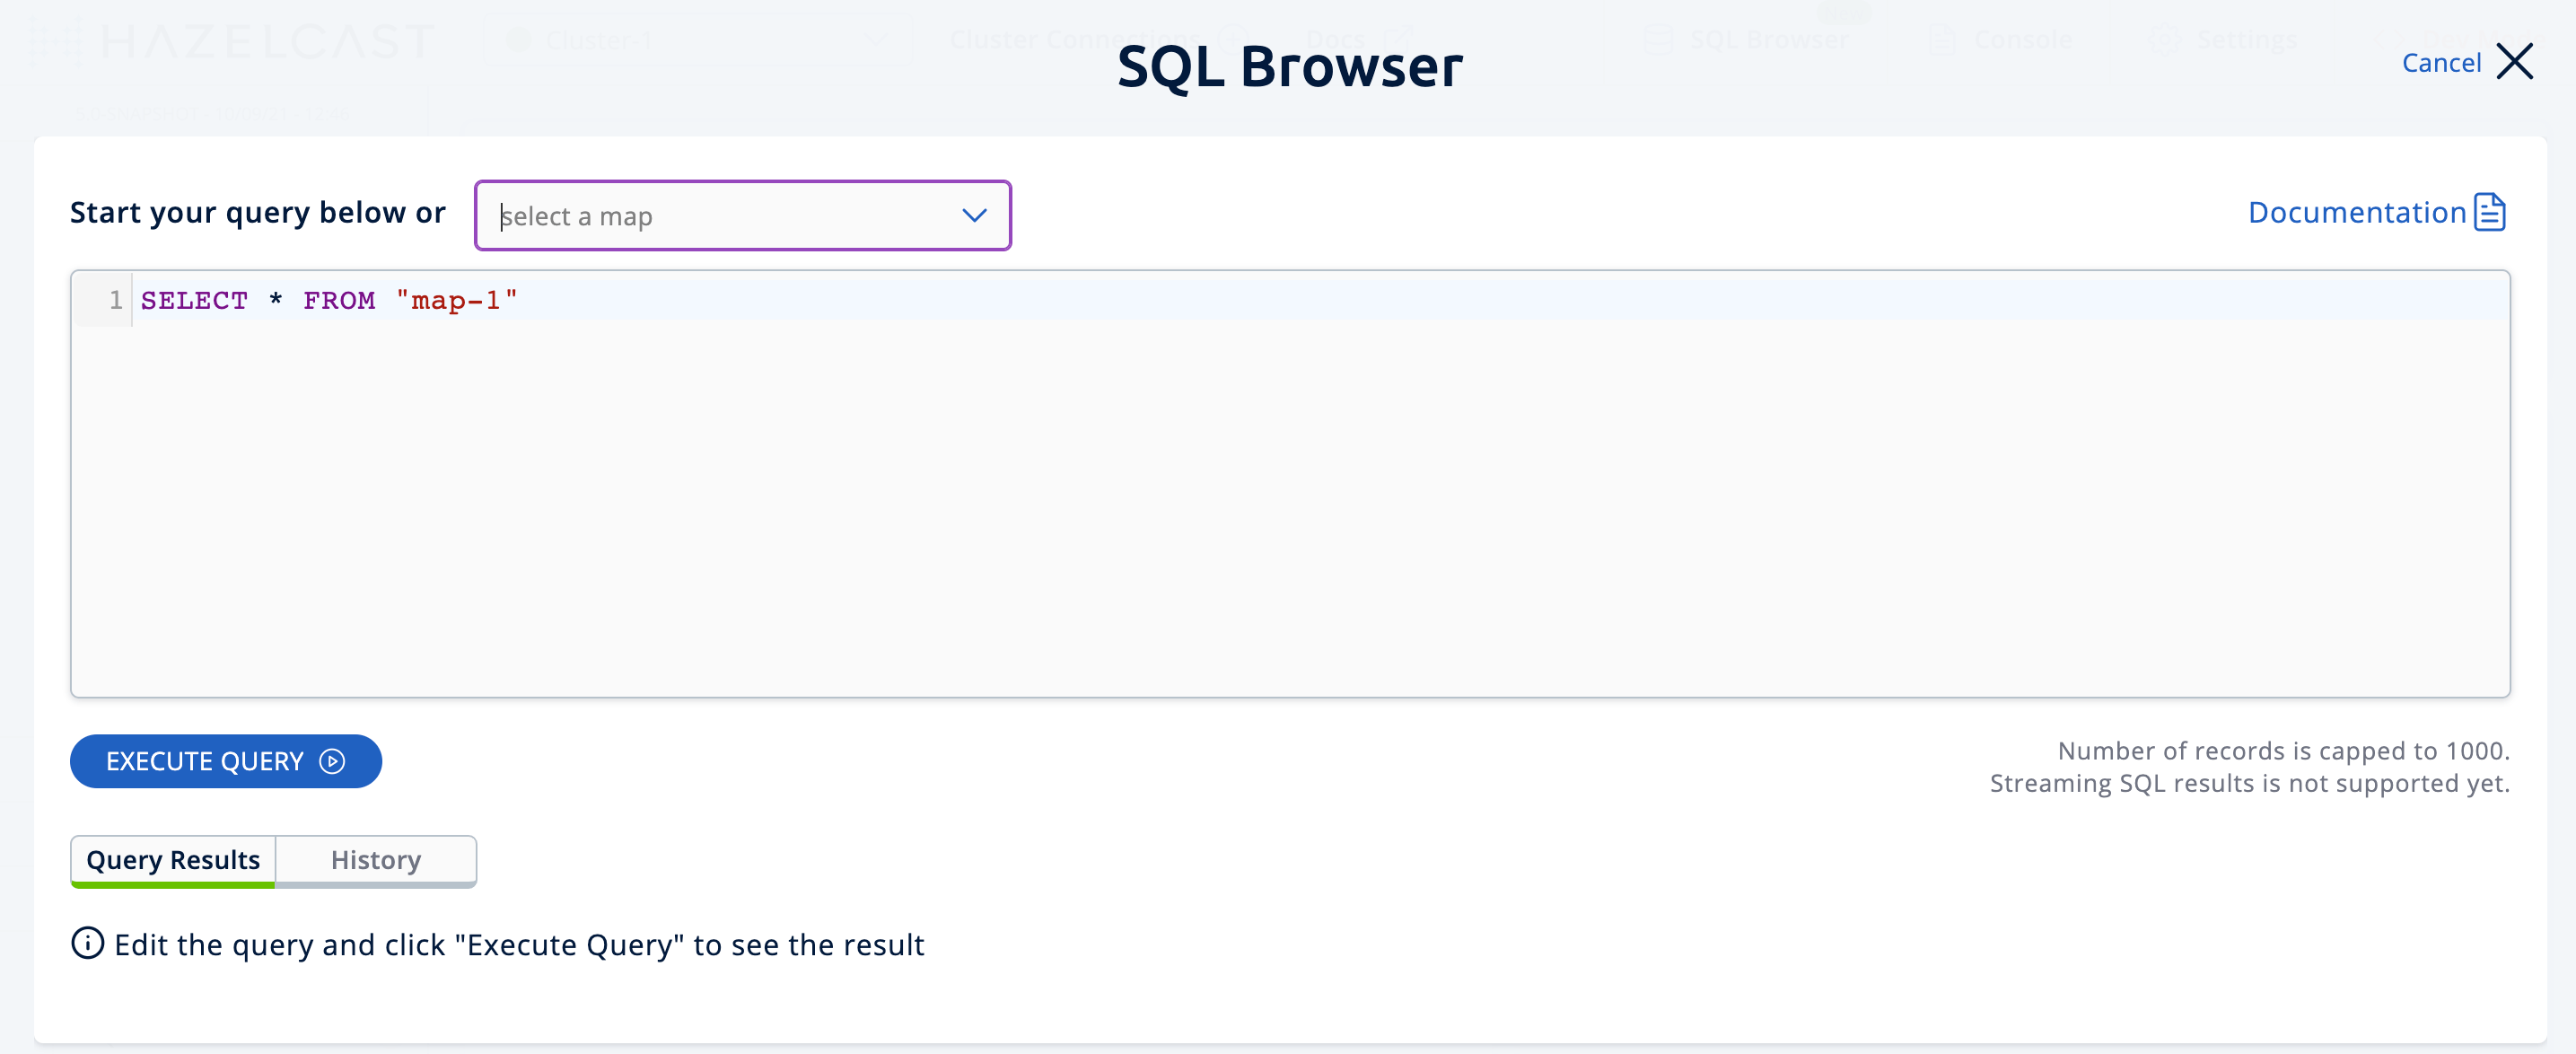 HAZELCAST Cluster-1 Cluster Connections Docs SQL Browser Console Settings
SQL Browser
Cancel
Start your query below or select a map Documentation
1 SELECT * FROM "map-1"
EXECUTE QUERY
Number of records is capped to 1000.
Streaming SQL results is not supported yet.
Query Results History
Edit the query and click "Execute Query" to see the result